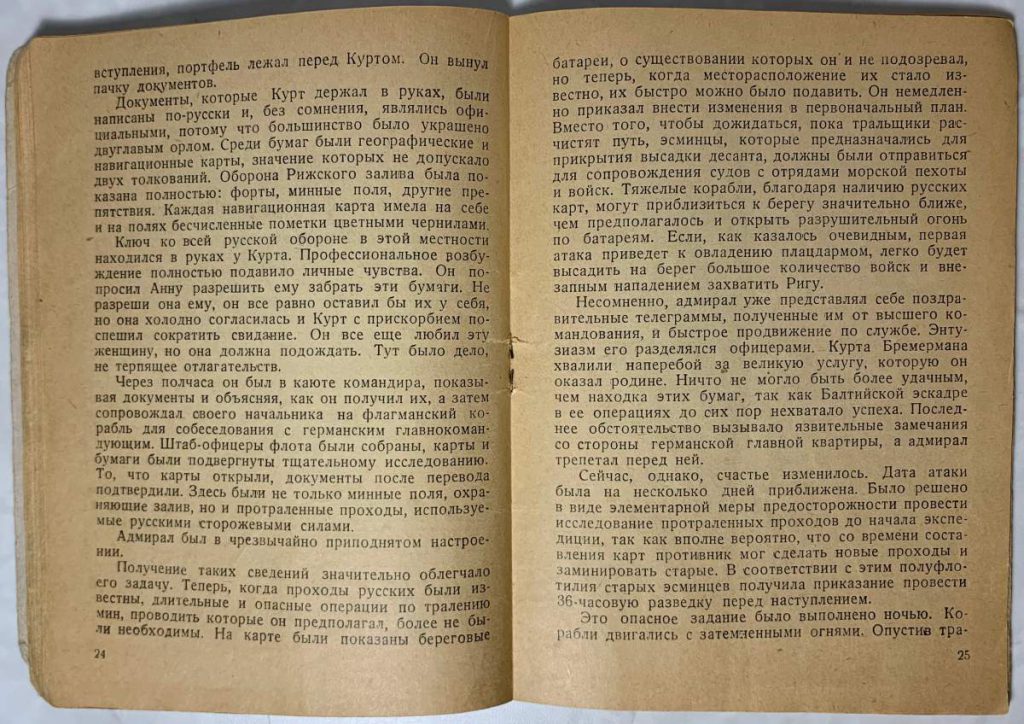 вступления, портфель лежал перед Куртом. Он вынул
пачку документов.
Документы, которые Курт держал в руках, были
написаны по-русски и, без сомнения, являлись офи-
циальными, потому что большинство было украшено
двуглавым орлом. Среди бумаг были географические и
навигационные карты, значение которых не допускало
двух толкований. Оборона Рижского залива была по-
казана полностью: форты, минные поля, другие пре-
пятствия. Каждая навигационная карта имела на себе
и на полях бесчисленные пометки цветными чернилами.
Ключ ко всей русской обороне в этой местности
находился в руках у Курта. Профессиональное возбу-
ждение полностью подавило личные чувства. Он по-
просил Анну разрешить ему забрать эти бумаги. Не
разреши она ему, он все равно оставил бы их у себя,
но она холодно согласилась и Курт с прискорбием по-
спешил сократить свидание. Он все еще любил эту
женщину, но она должна подождать. Тут было дело,
не терпящее отлагательств.
Через полчаса он был в каюте командира, показы-
вая документы и объясняя, как он получил их, а затем
сопровождал своего начальника на флагманский ко-
рабль для собеседования с германским главнокоман-
дующим. Штаб-офицеры флота были собраны, карты и
бумаги были подвергнуты тщательному исследованию.
То, что карты открыли, документы после перевода
подтвердили. Здесь были не только минные поля, охра-
няющие залив, но и протраленные проходы, используе-
мые русскими сторожевыми силами.
Адмирал был в чрезвычайно приподнятом настрое-
нии.
Получение таких сведений значительно облегчало
его задачу. Теперь, когда проходы русских были из-
вестны, длительные и опасные операции по тралению
мин, проводить которые он предполагал, более не бы-
ли необходимы. На карте были показаны береговые
24
батареи, о существовании которых он и не подозревал,
но теперь, когда месторасположение их стало из-
вестно, их быстро можно было подавить. Он немедлен-
но приказал внести изменения в первоначальный план.
Вместо того, чтобы дожидаться, пока тральщики рас-
чистят путь, эсминцы, которые предназначались для
прикрытия высадки десанта, должны были отправиться
для сопровождения судов с отрядами морской пехоты
и войск. Тяжелые корабли, благодаря наличию русских
карт, могут приблизиться к берегу значительно ближе,
чем предполагалось и открыть разрушительный огонь
по батареям. Если, как казалось очевидным, первая
атака приведет к овладению плацдармом, легко будет
высадить на берег большое количество войск и вне-
запным нападением захватить Ригу.
Несомненно, адмирал уже представлял себе поздра-
вительные телеграммы, полученные им от высшего ко-
мандования, и быстрое продвижение по службе. Энту-
зиазм его разделялся офицерами. Курта Бремермана
хвалили наперебой за великую услугу, которую он
оказал родине. Ничто не могло быть более удачным,
чем находка этих бумаг, так как Балтийской эскадре
в ее операциях до сих пор нехватало успеха. Послед-
нее обстоятельство вызывало язвительные замечания
со стороны германской главной квартиры, а адмирал
трепетал перед ней.
Сейчас, однако, счастье изменилось. Дата атаки
была на несколько дней приближена. Было решено
в виде элементарной меры предосторожности провести
исследование протраленных проходов до начала экспе-
диции, так как вполне вероятно, что со времени соста-
вления карт противник мог сделать новые проходы и
заминировать старые. В соответствии с этим полуфло-
тилия старых эсминцев получила приказание провести
36-часовую разведку перед наступлением.
Это опасное задание было выполнено ночью. Ко-
рабли двигались с затемненными огнями. Опустив тра-
25